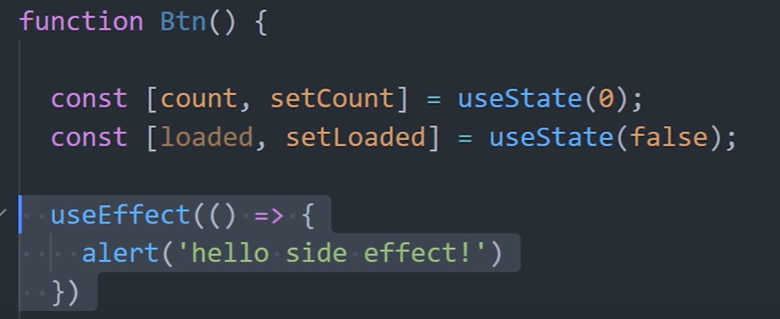 function Btn() {
const [count, setCount] = useState(0);
const [loaded, setLoaded] = useState(false);
useEffect(() => {
alert('hello side effect!')
})